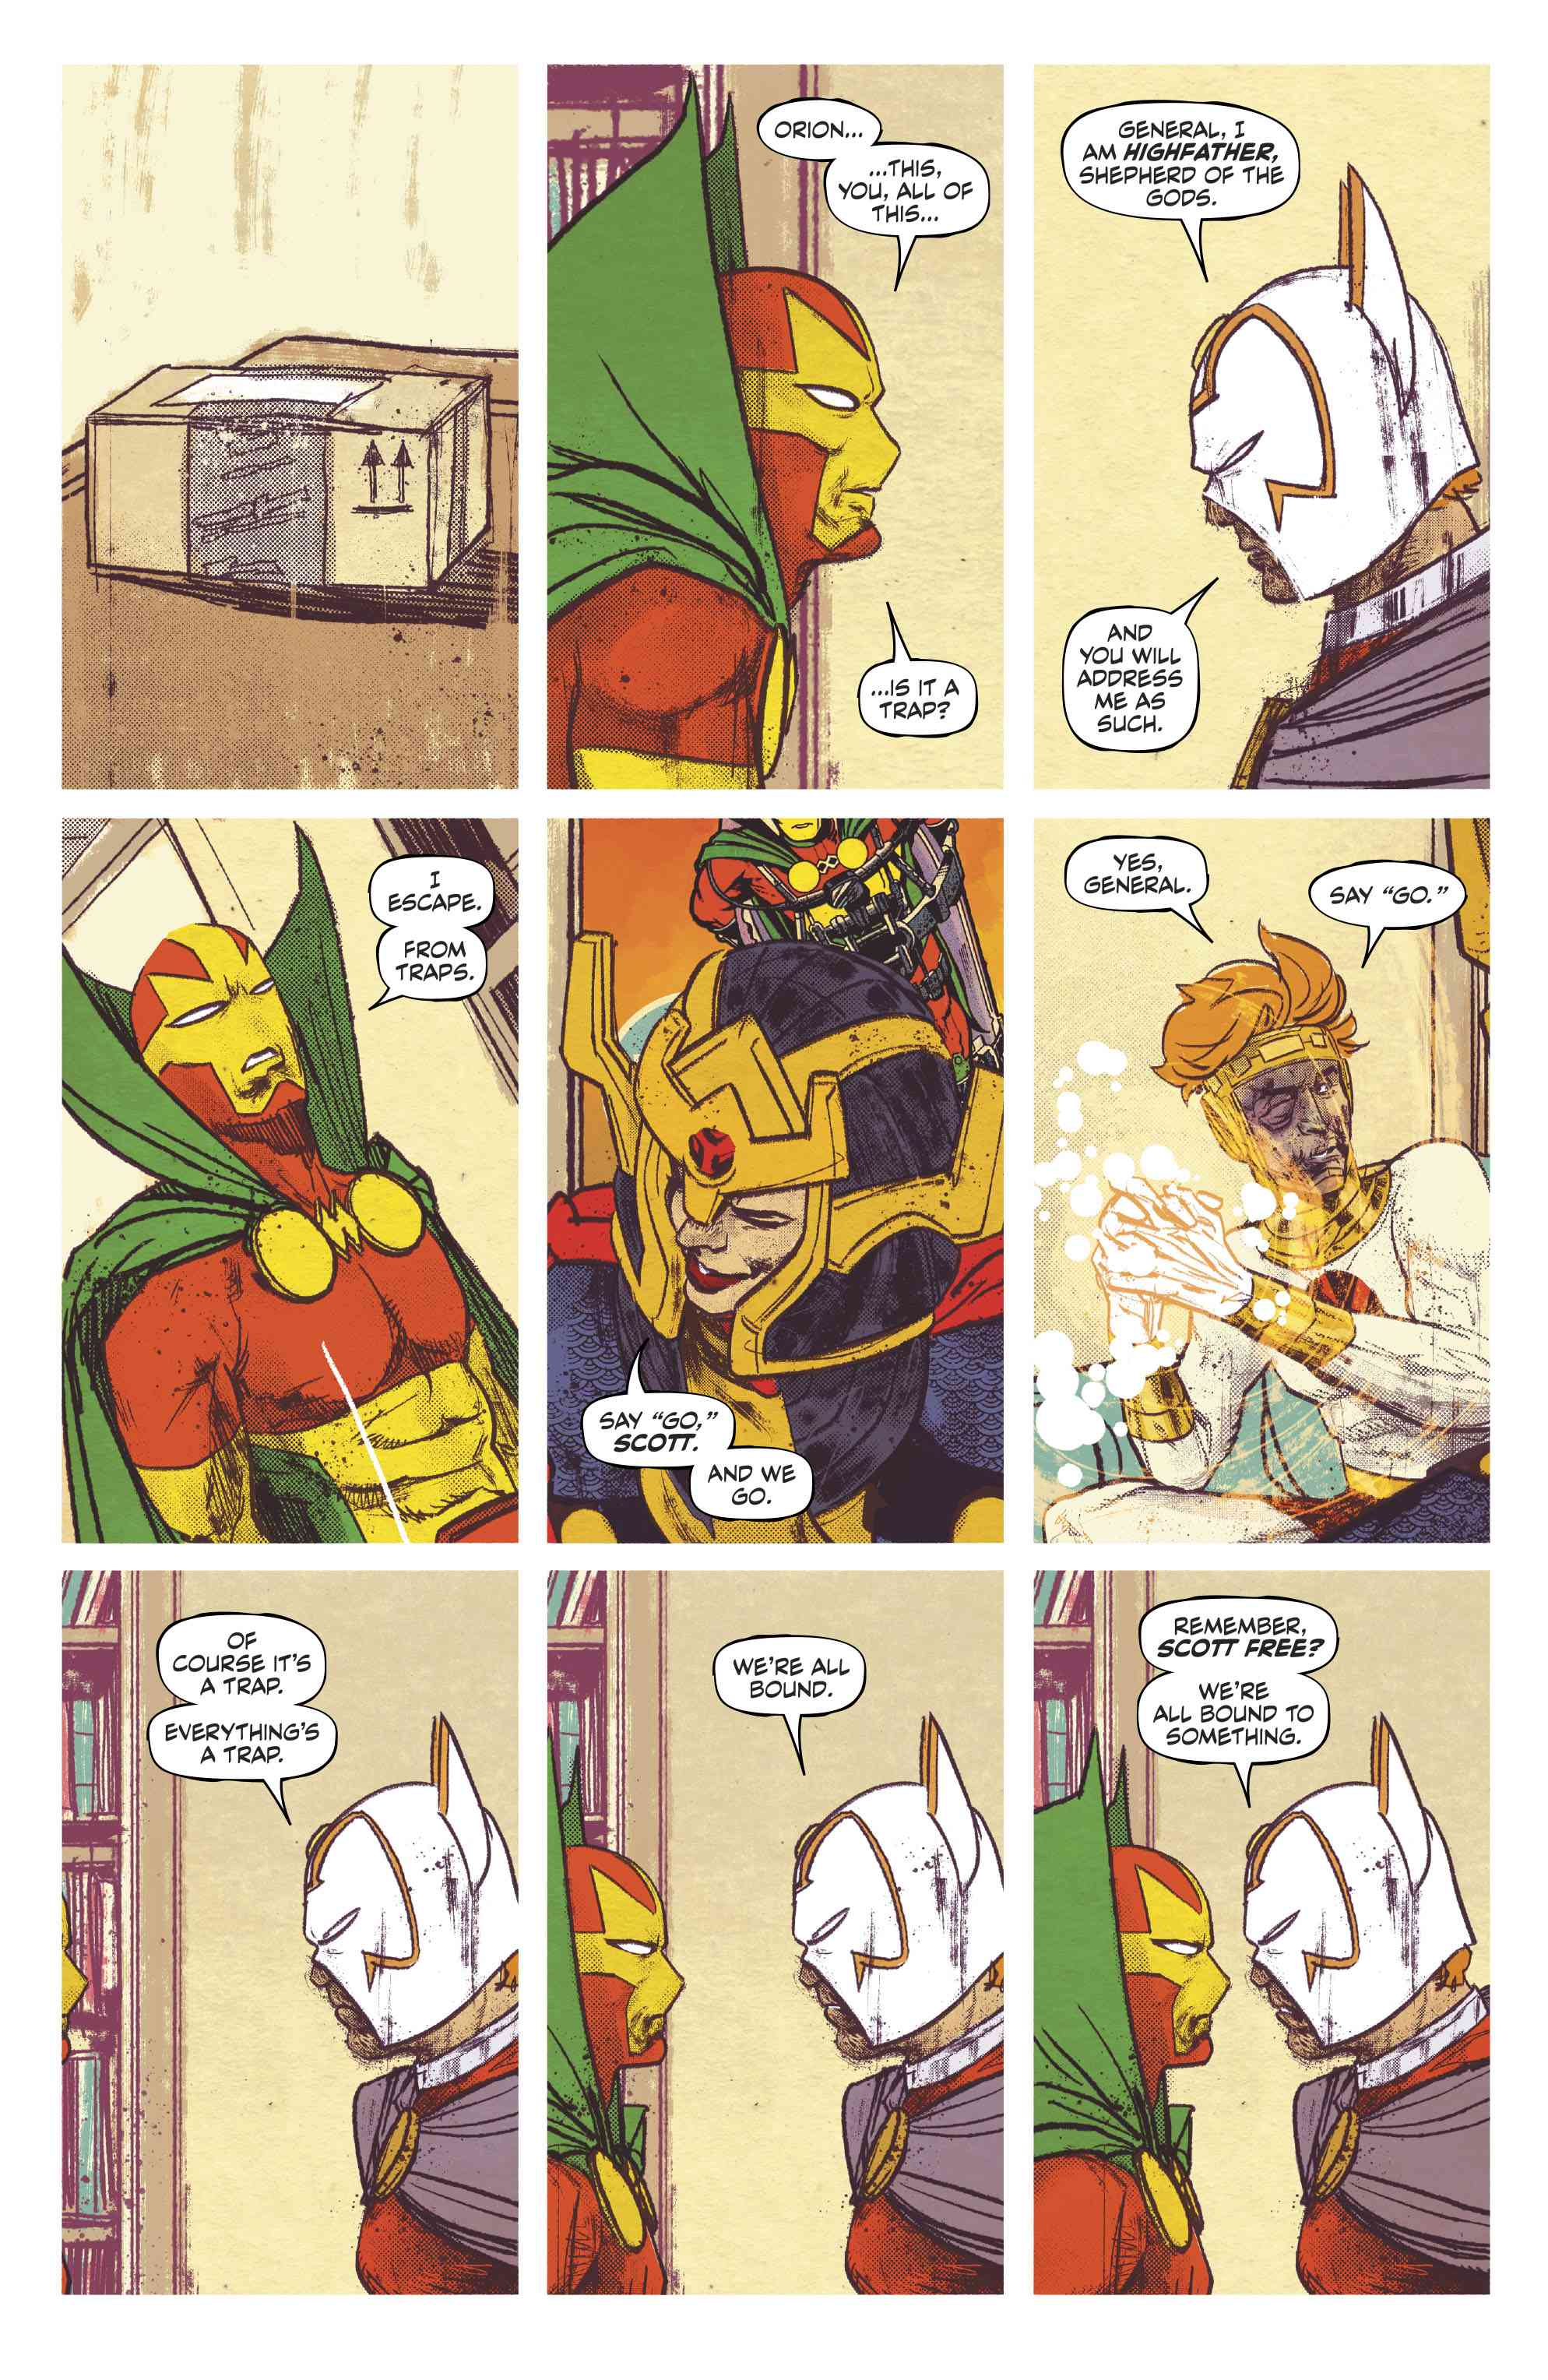 ORION...
...THIS,
YOU, ALL OF
THIS...
...IS IT A
TRAP?
GENERAL, I
AM HIGHFATHER,
SHEPHERD OF THE
GODS.
AND
YOU WILL
ADDRESS
ME AS
SUCH.
I
ESCAPE.
FROM
TRAPS.
SAY “GO,”
SCOTT.
AND WE
GO.
YES,
GENERAL.
SAY “GO.”
OF
COURSE IT'S
A TRAP.
EVERYTHING'S
A TRAP.
WE'RE ALL
BOUND.
REMEMBER,
SCOTT FREE?
WE'RE
ALL BOUND TO
SOMETHING.